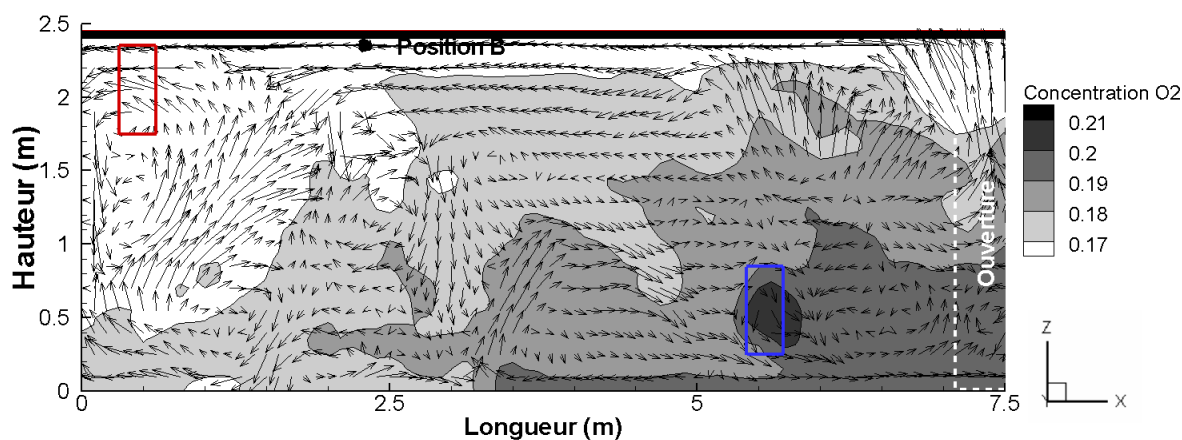 2.5
2
1.5
1
0.5
0
Hauteur (m)
Position B
Ouverture
0
2.5
5
7.5
Longueur (m)
Concentration O2
0.21
0.2
0.19
0.18
0.17
Z
Y
X